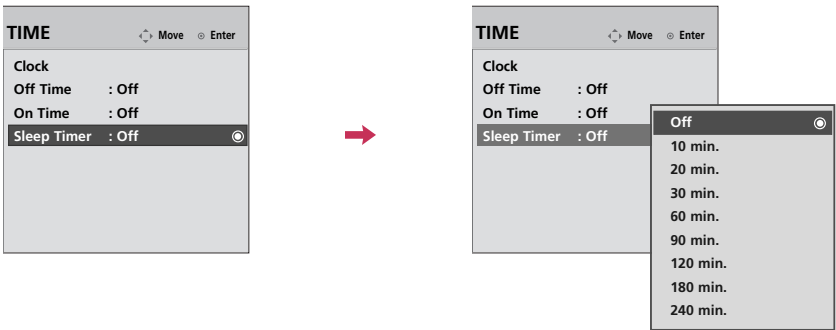 TIME Move Enter
Clock
Off Time : Off
On Time : Off
Sleep Timer : Off
TIME Move Enter
Clock
Off Time : Off
On Time : Off
Sleep Timer : Off
Off
10 min.
20 min.
30 min.
60 min.
90 min.
120 min.
180 min.
240 min.